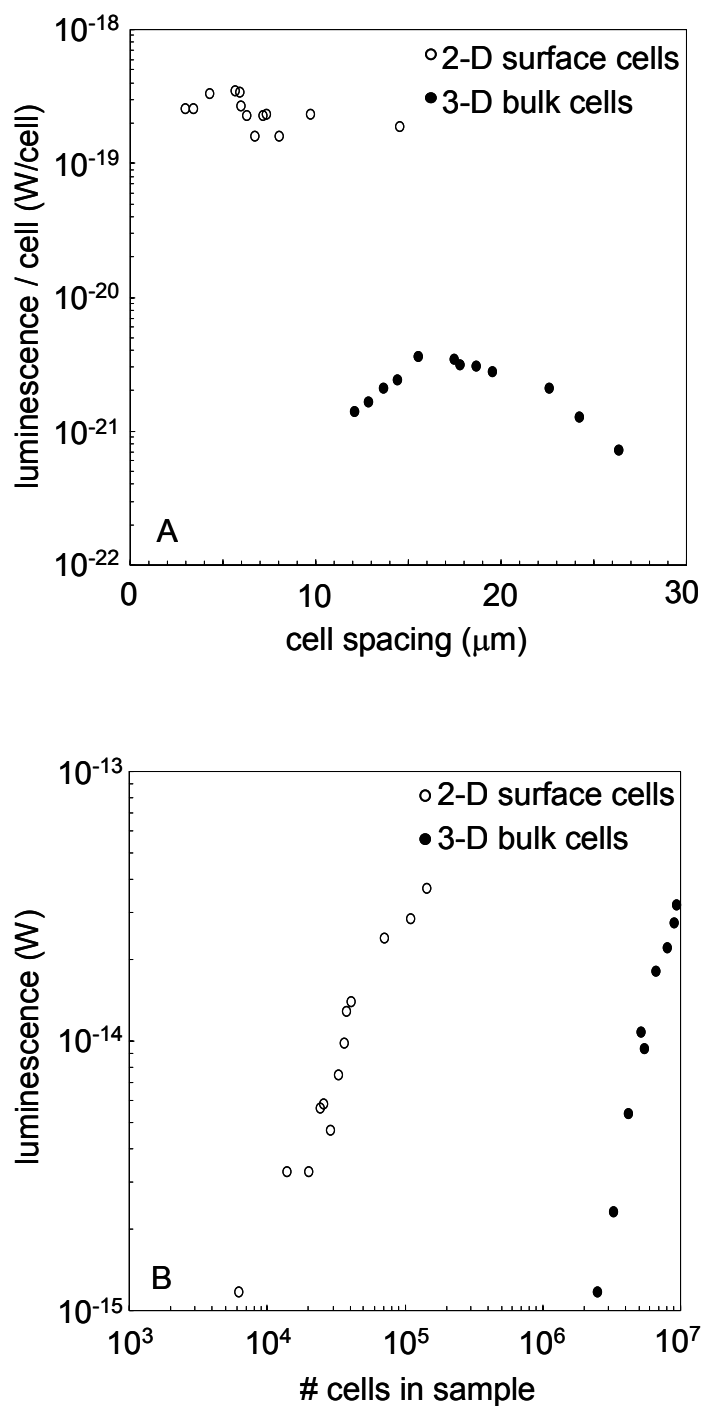 10-18
2-D surface cells
3-D bulk cells
10-19
10-20
10-21
10-22
luminescence / cell (W/cell)
A
0
10
20
30
cell spacing (μm)
10-13
2-D surface cells
3-D bulk cells
10-14
10-15
luminescence (W)
B
10³
10⁴
10⁵
10⁶
10⁷
# cells in sample